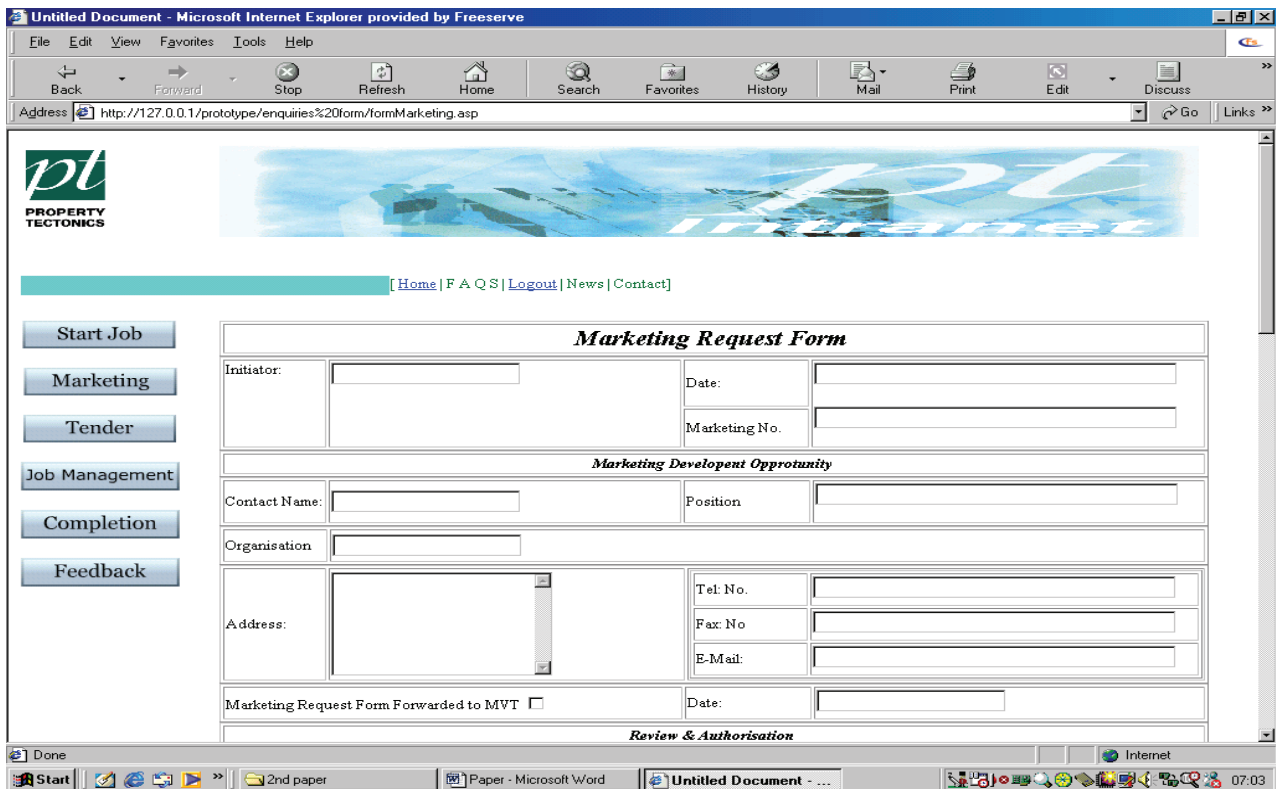 Untitled Document - Microsoft Internet Explorer provided by Freeserve
File Edit View Favorites Tools Help
Back Forward Stop Refresh Home Search Favorites History Mail Print Edit Discuss »
Address http://127.0.0.1/prototype/enquiries%20form/formMarketing.asp Go Links »
pt
PROPERTY
TECTONICS
pt
Intranet
[ Home | F A Q S | Logout | News | Contact]
Start Job
Marketing
Tender
Job Management
Completion
Feedback
Marketing Request Form
Initiator: Date:
Marketing No.
Marketing Developent Opprotunity
Contact Name: Position
Organisation
Address: Tel: No.
Fax: No
E-Mail:
Marketing Request Form Forwarded to MVT Date:
Review & Authorisation
Done Internet
Start » 2nd paper Paper - Microsoft Word Untitled Document - ... 07:03